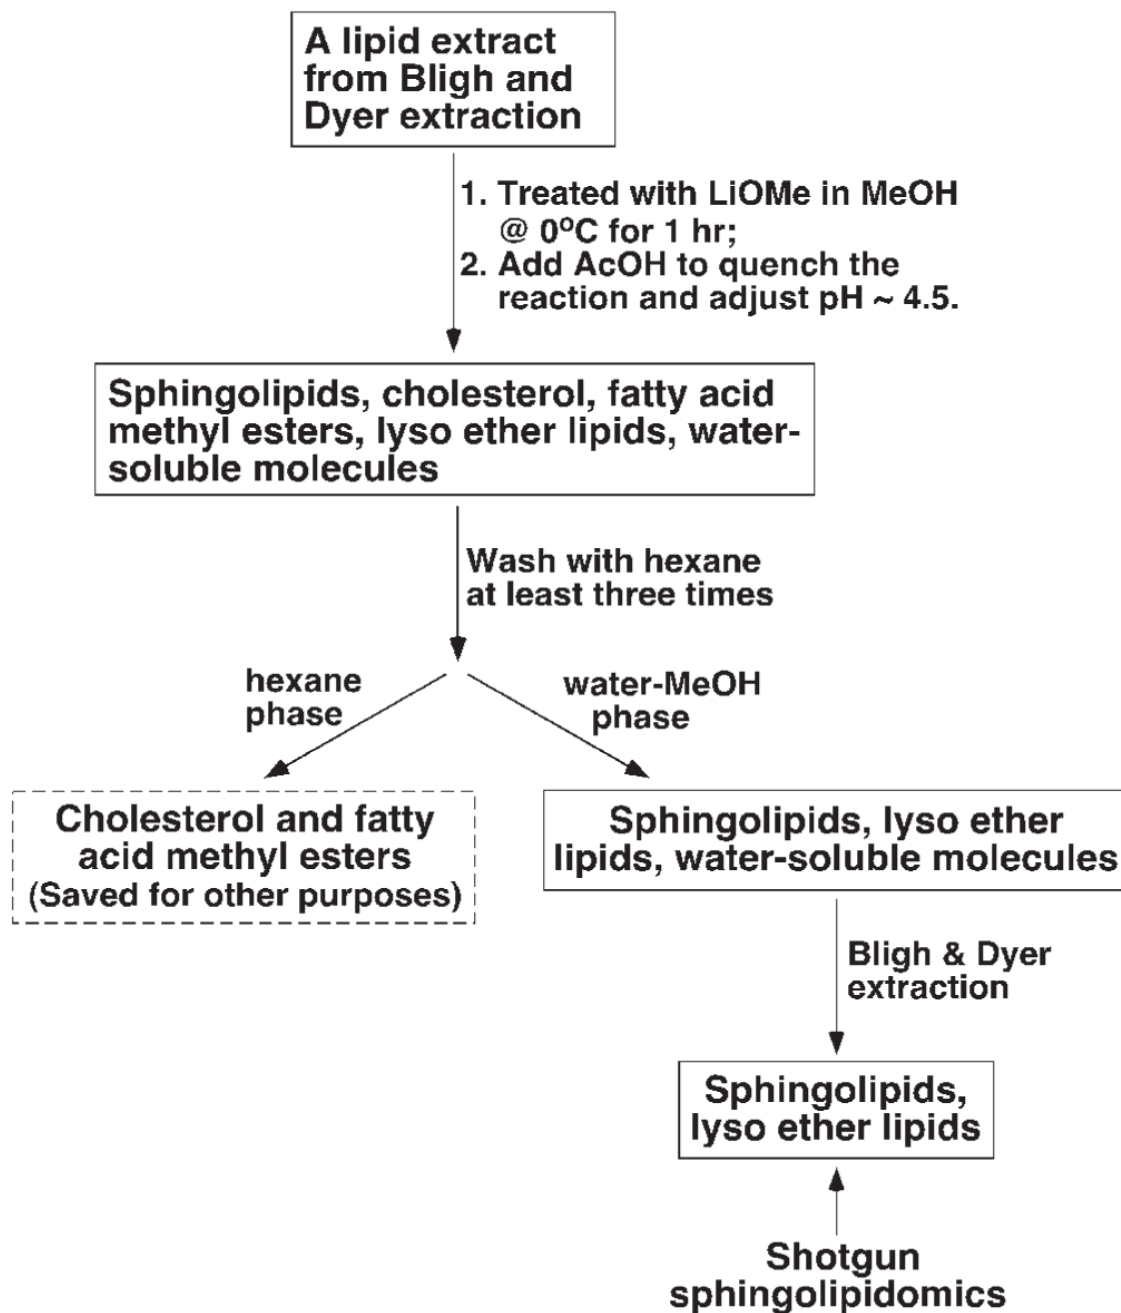 A lipid extract
from Bligh and
Dyer extraction
1. Treated with LiOMe in MeOH
@ 0°C for 1 hr;
2. Add AcOH to quench the
reaction and adjust pH ~ 4.5.
Sphingolipids, cholesterol, fatty acid
methyl esters, lyso ether lipids, water-
soluble molecules
Wash with hexane
at least three times
hexane
phase
water-MeOH
phase
Cholesterol and fatty
acid methyl esters
(Saved for other purposes)
Sphingolipids, lyso ether
lipids, water-soluble molecules
Bligh & Dyer
extraction
Sphingolipids,
lyso ether lipids
Shotgun
sphingolipidomics